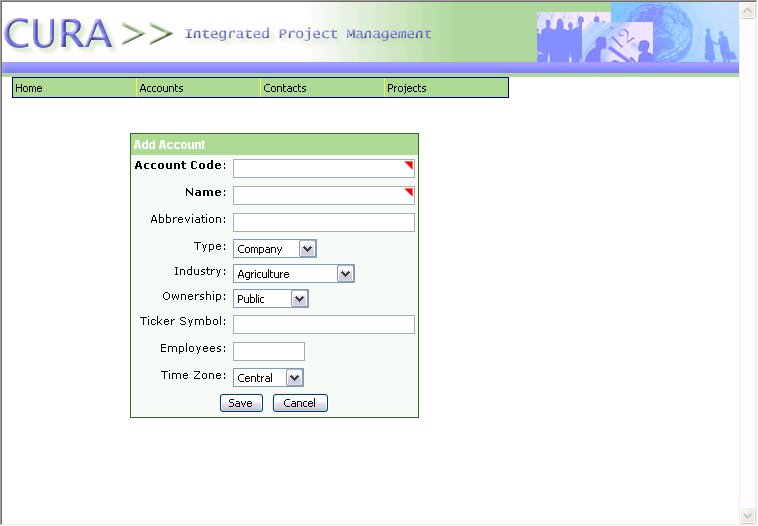 CURA >> Integrated Project Management
12
Home Accounts Contacts Projects
Add Account
Account Code:
Name:
Abbreviation:
Type: Company
Industry: Agriculture
Ownership: Public
Ticker Symbol:
Employees:
Time Zone: Central
Save Cancel